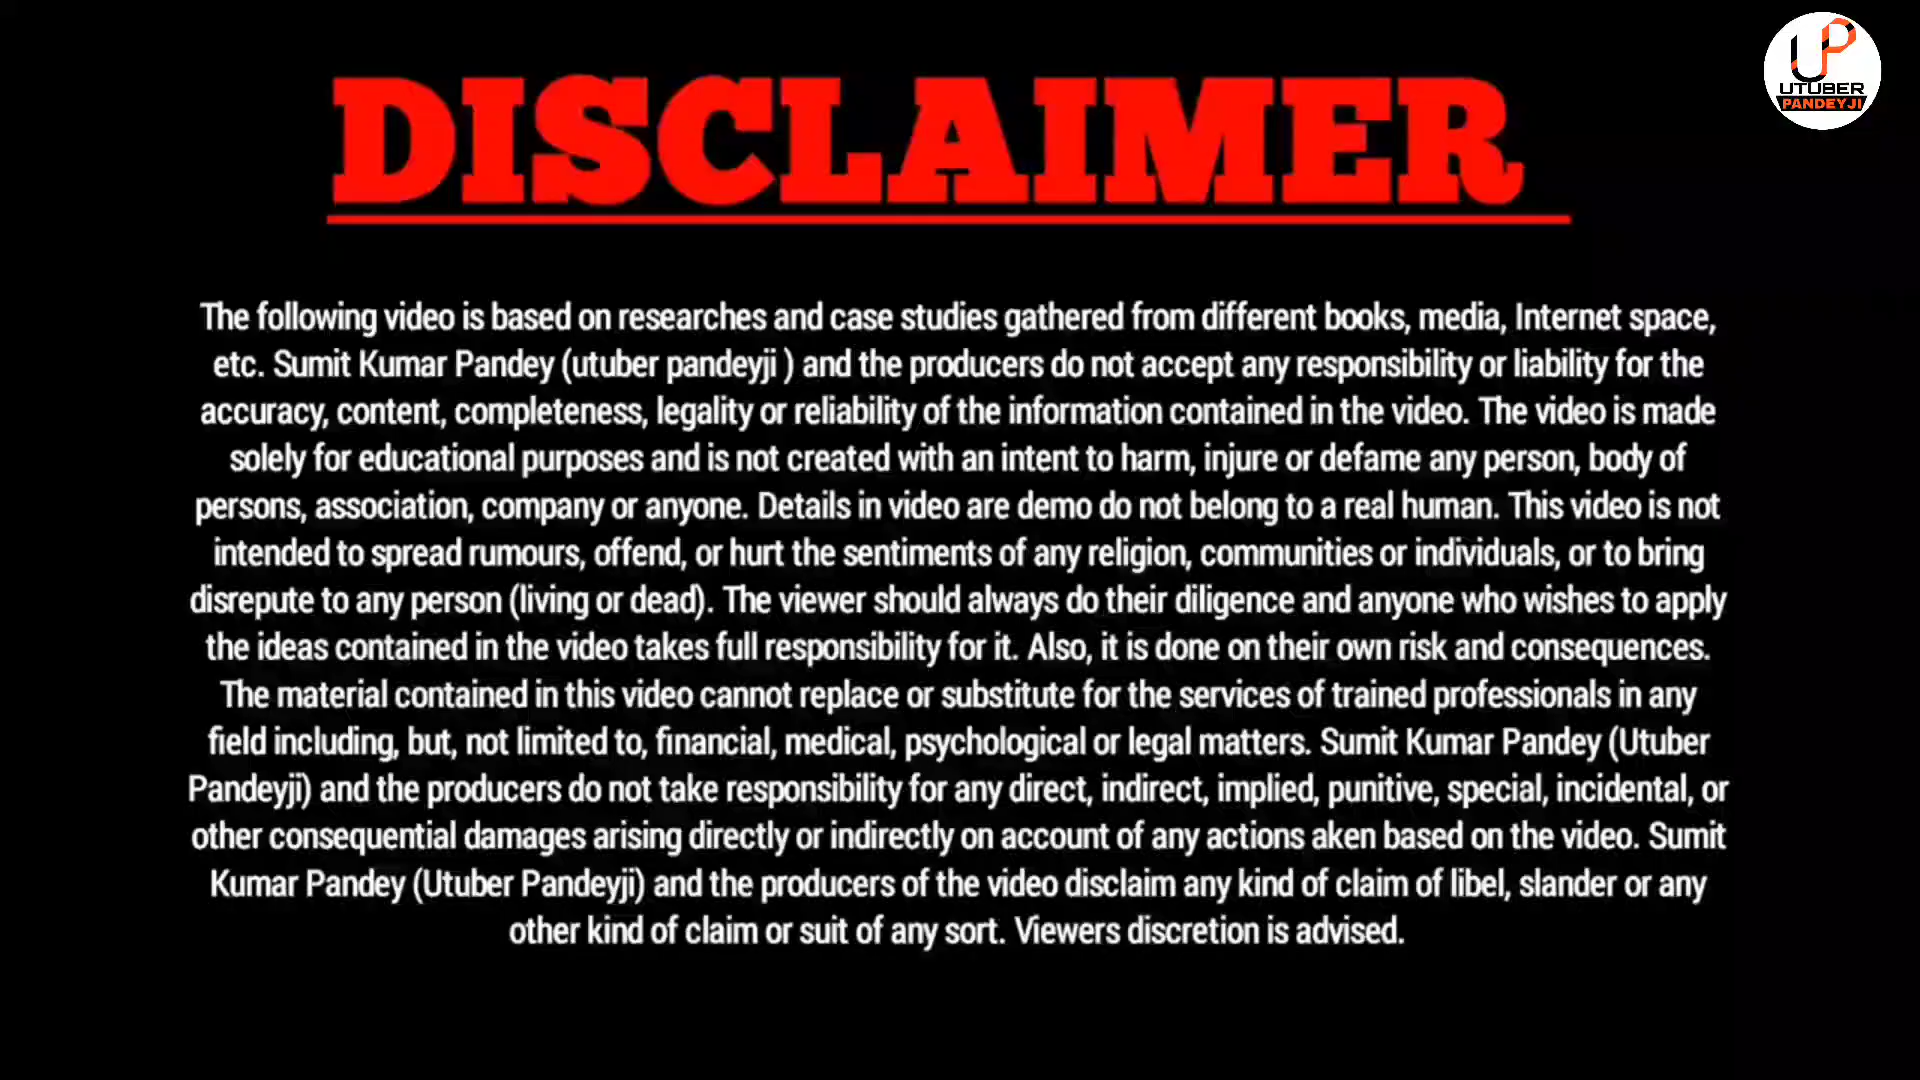 UP
UTUBER
PANDEYJI
DISCLAIMER
The following video is based on researches and case studies gathered from different books, media, Internet space,
etc. Sumit Kumar Pandey (utuber pandeyji ) and the producers do not accept any responsibility or liability for the
accuracy, content, completeness, legality or reliability of the information contained in the video. The video is made
solely for educational purposes and is not created with an intent to harm, injure or defame any person, body of
persons, association, company or anyone. Details in video are demo do not belong to a real human. This video is not
intended to spread rumours, offend, or hurt the sentiments of any religion, communities or individuals, or to bring
disrepute to any person (living or dead). The viewer should always do their diligence and anyone who wishes to apply
the ideas contained in the video takes full responsibility for it. Also, it is done on their own risk and consequences.
The material contained in this video cannot replace or substitute for the services of trained professionals in any
field including, but, not limited to, financial, medical, psychological or legal matters. Sumit Kumar Pandey (Utuber
Pandeyji) and the producers do not take responsibility for any direct, indirect, implied, punitive, special, incidental, or
other consequential damages arising directly or indirectly on account of any actions aken based on the video. Sumit
Kumar Pandey (Utuber Pandeyji) and the producers of the video disclaim any kind of claim of libel, slander or any
other kind of claim or suit of any sort. Viewers discretion is advised.